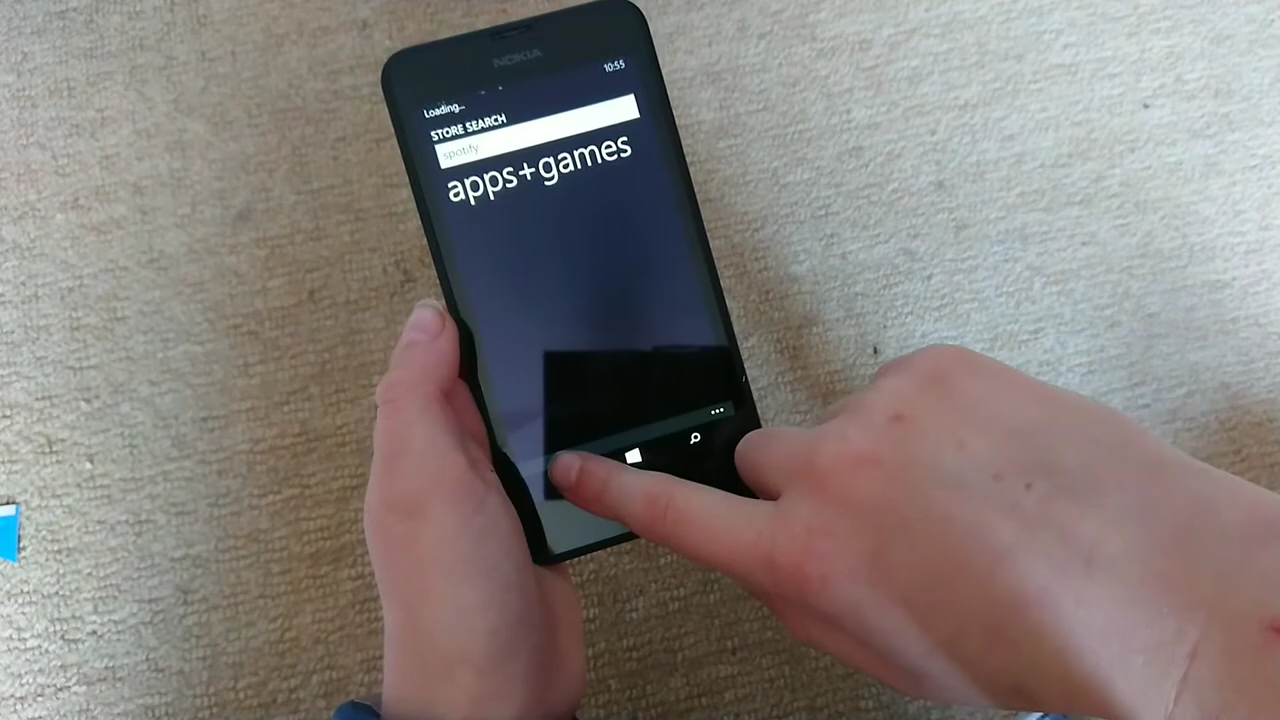 NOKIA
10:55
Loading...
STORE SEARCH
spotify
apps+games